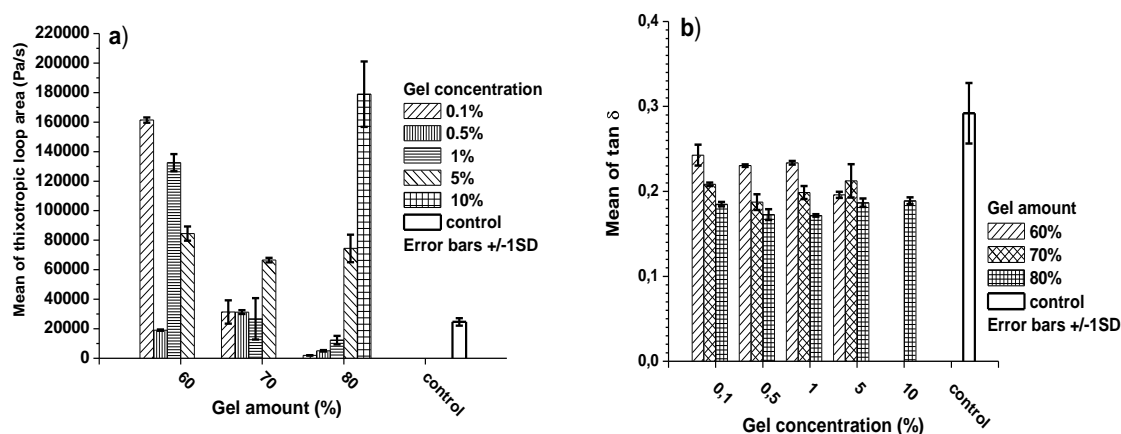 a)
Mean of thixotropic loop area (Pa/s)
220000
200000
180000
160000
140000
120000
100000
80000
60000
40000
20000
0
60
70
80
control
Gel amount (%)
Gel concentration
0.1%
0.5%
1%
5%
10%
control
Error bars +/-1SD
b)
Mean of tan δ
0,4
0,3
0,2
0,1
0,0
0,1
0,5
1
5
10
control
Gel concentration (%)
Gel amount
60%
70%
80%
control
Error bars +/-1SD